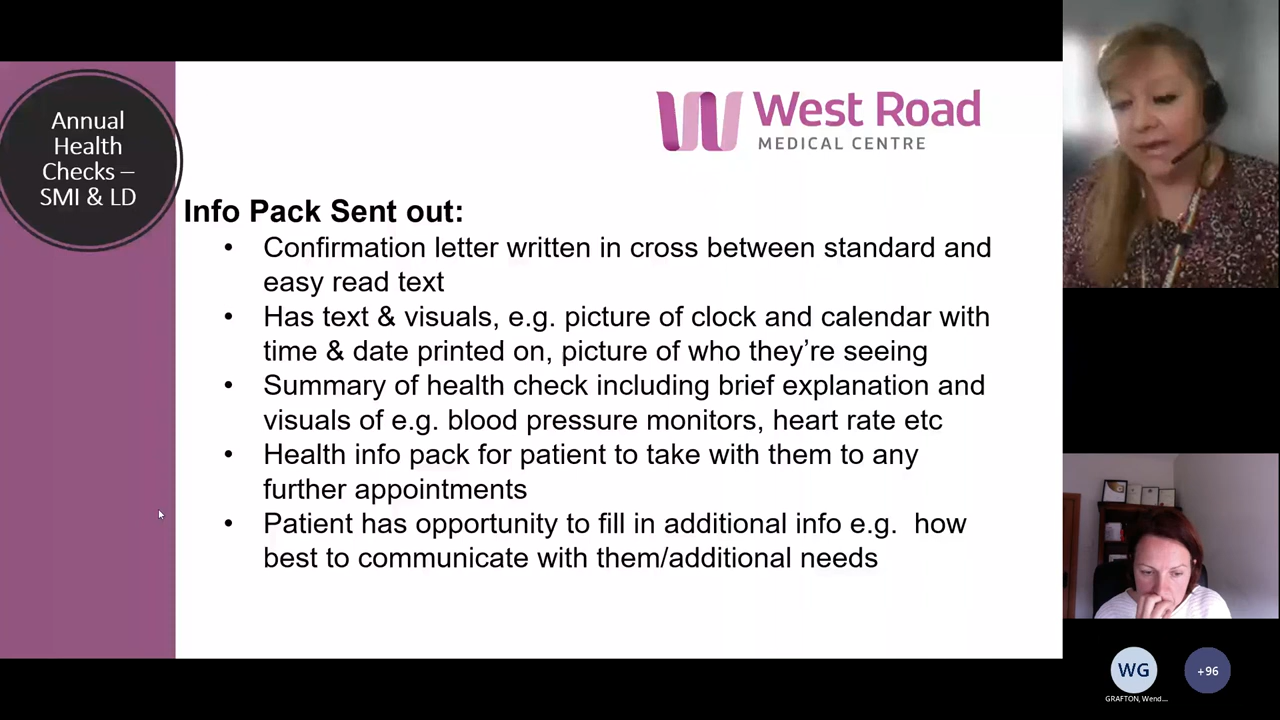 Annual
Health
Checks –
SMI & LD
West Road
MEDICAL CENTRE
Info Pack Sent out:
• Confirmation letter written in cross between standard and
easy read text
• Has text & visuals, e.g. picture of clock and calendar with
time & date printed on, picture of who they’re seeing
• Summary of health check including brief explanation and
visuals of e.g. blood pressure monitors, heart rate etc
• Health info pack for patient to take with them to any
further appointments
• Patient has opportunity to fill in additional info e.g.  how
best to communicate with them/additional needs
WG
+96
GRAFTON, Wend...